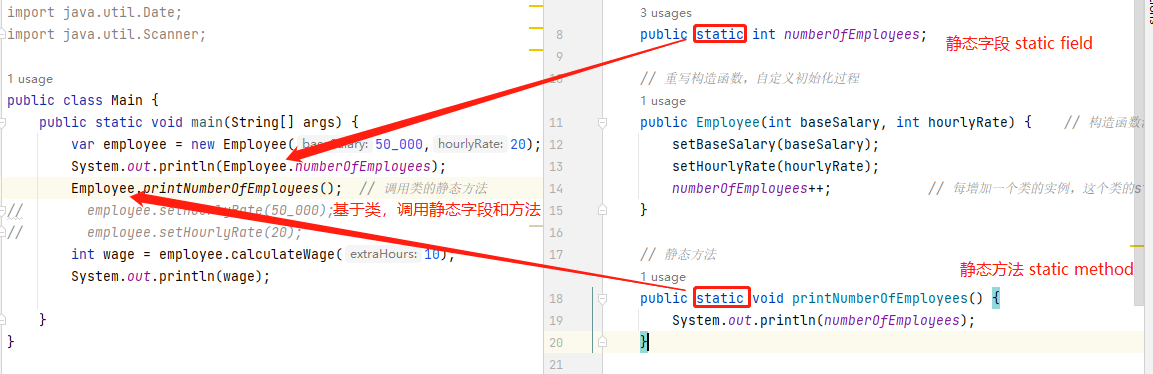 import java.util.Date;
import java.util.Scanner;
1 usage
public class Main {
public static void main(String[] args) {
var employee = new Employee( baseSalary: 50_000, hourlyRate: 20);
System.out.println(Employee.numberOfEmployees);
Employee.printNumberOfEmployees();  // 调用类的静态方法
//        employee.setHourlyRate(50_000);
基于类，调用静态字段和方法
//        employee.setHourlyRate(20);
int wage = employee.calculateWage( extraHours: 10);
System.out.println(wage);
}
}
3 usages
8 public static int numberOfEmployees;
静态字段 static field
9
10 // 重写构造函数，自定义初始化过程
1 usage
11 public Employee(int baseSalary, int hourlyRate) {    // 构造函数
12 setBaseSalary(baseSalary);
13 setHourlyRate(hourlyRate);
14 numberOfEmployees++;    // 每增加一个类的实例，这个类的
15 }
16
17 // 静态方法
1 usage
静态方法 static method
18 public static void printNumberOfEmployees() {
19 System.out.println(numberOfEmployees);
20 }
21